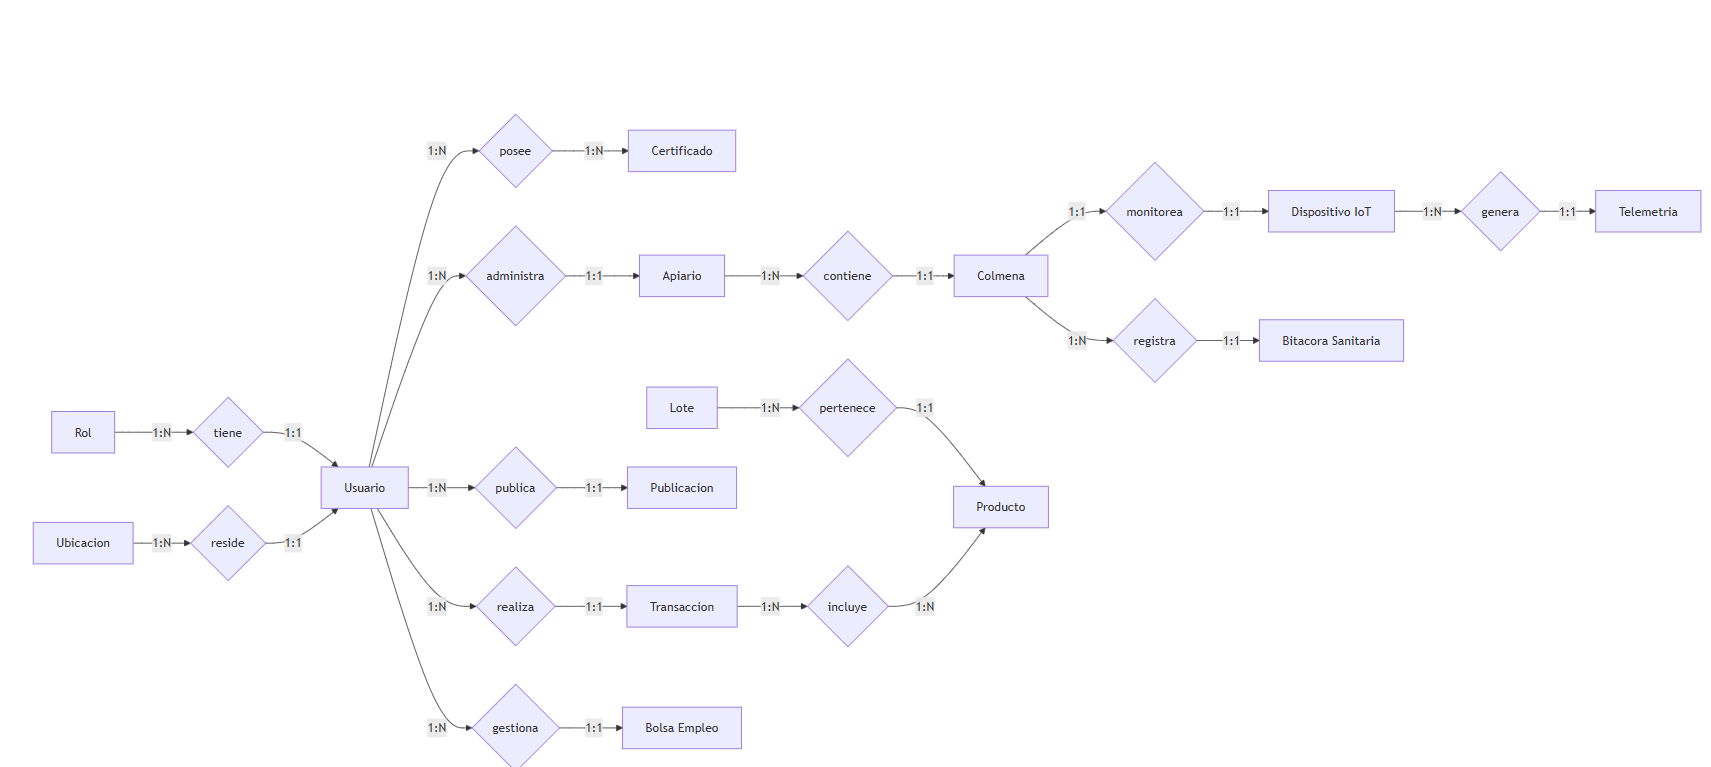 1:N
posee
1:N
Certificado
1:N
administra
1:1
Apiario
1:N
contiene
1:1
Colmena
1:1
monitorea
1:1
Dispositivo IoT
1:N
genera
1:1
Telemetria
1:N
registra
1:1
Bitacora Sanitaria
Lote
1:N
pertenece
1:1
Rol
1:N
tiene
1:1
Usuario
1:N
publica
1:1
Publicacion
Producto
Ubicacion
1:N
reside
1:1
1:N
realiza
1:1
Transaccion
1:N
incluye
1:N
1:N
gestiona
1:1
Bolsa Empleo